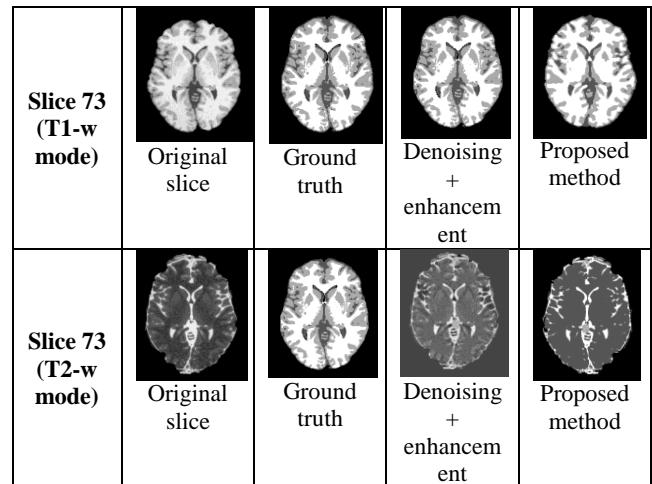 Slice 73
(T1-w
mode)
Original
slice
Ground
truth
Denoising
+
enhancem
ent
Proposed
method
Slice 73
(T2-w
mode)
Original
slice
Ground
truth
Denoising
+
enhancem
ent
Proposed
method